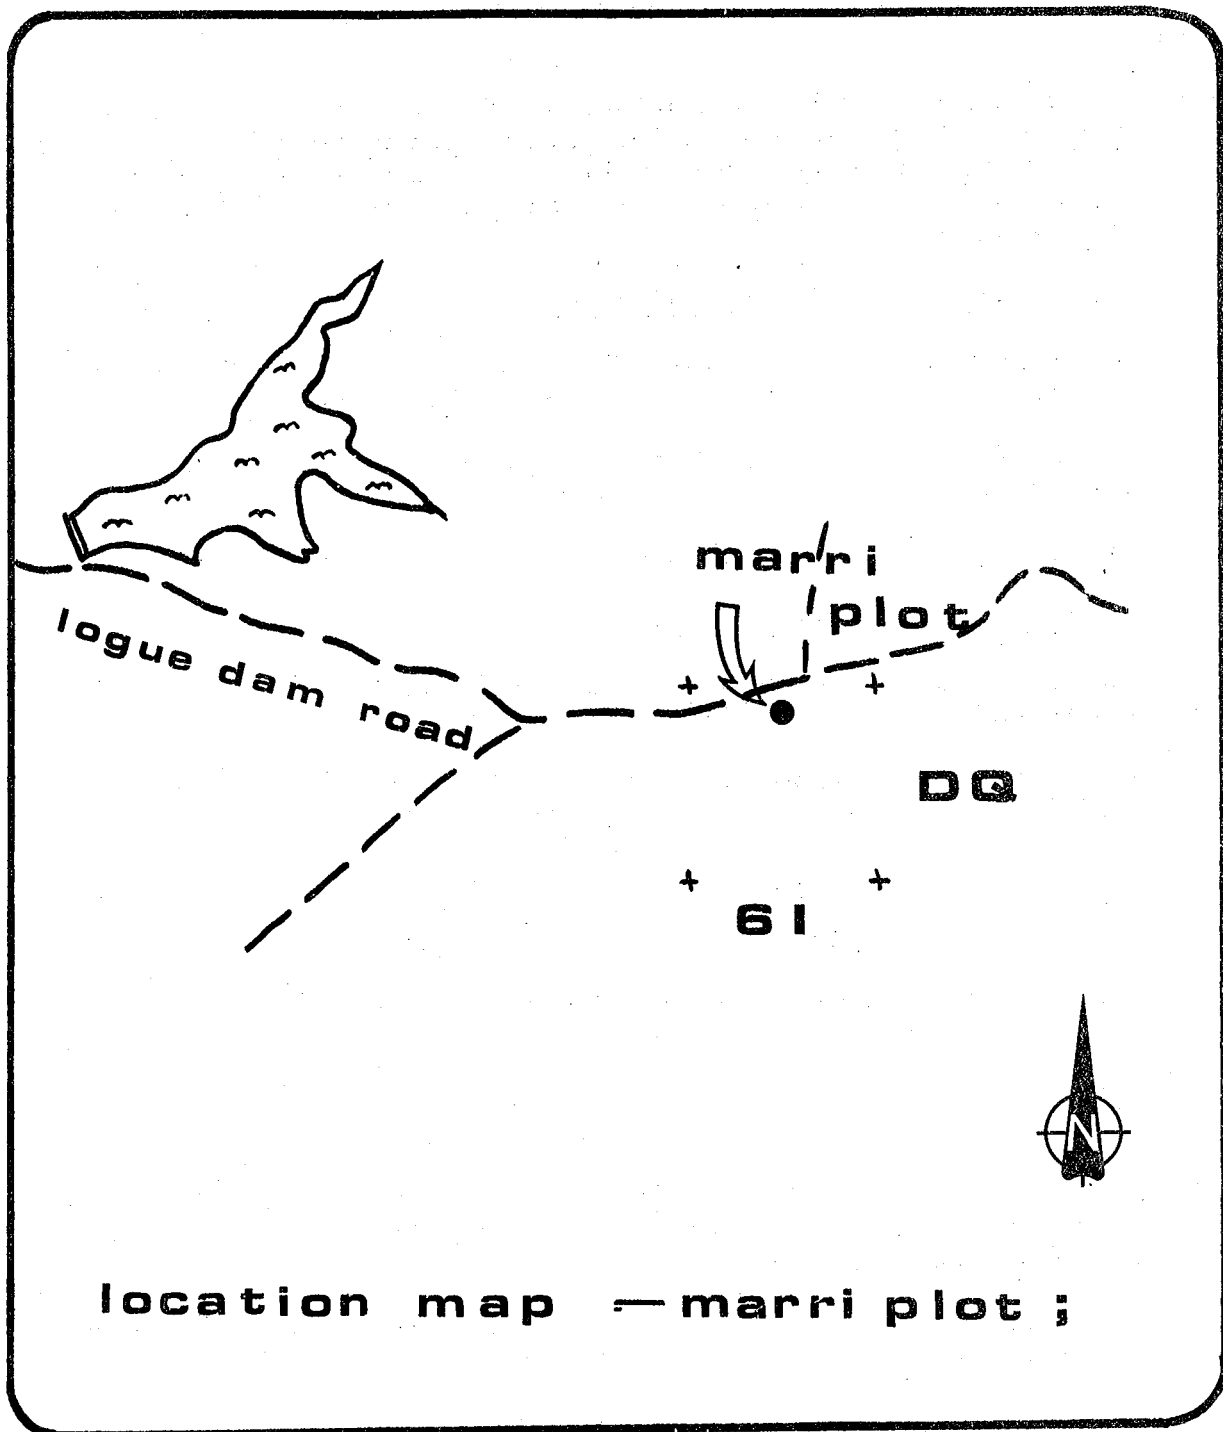 marri
plot
logue dam road
DQ
61
N
location map — marri plot ;